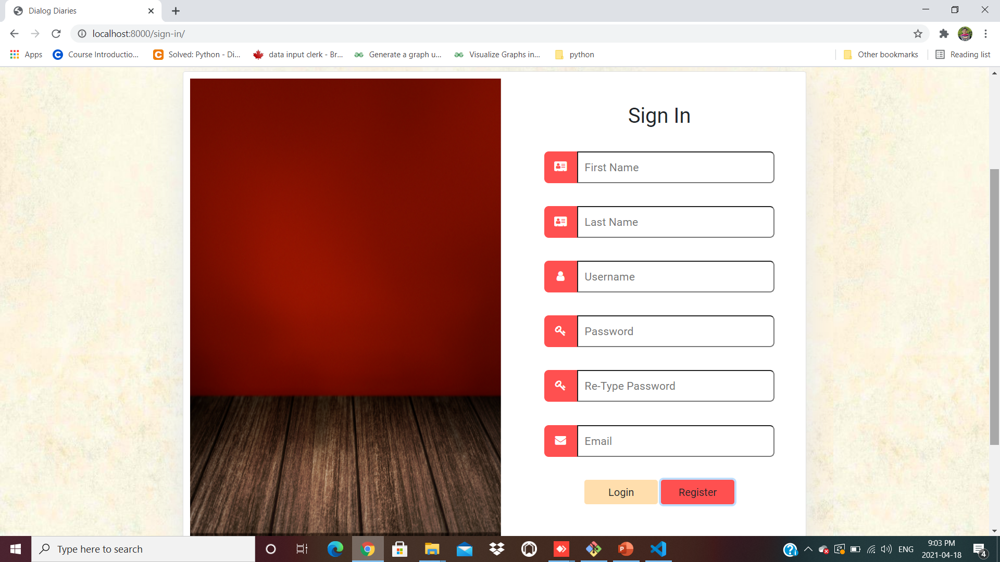 Dialog Diaries
localhost:8000/sign-in/
Apps
Course Introductio...
Solved: Python - Di...
data input clerk - Br...
Generate a graph u...
Visualize Graphs in...
python
Other bookmarks
Reading list
Sign In
First Name
Last Name
Username
Password
Re-Type Password
Email
Login Register
Type here to search
ENG
9:03 PM
2021-04-18
4